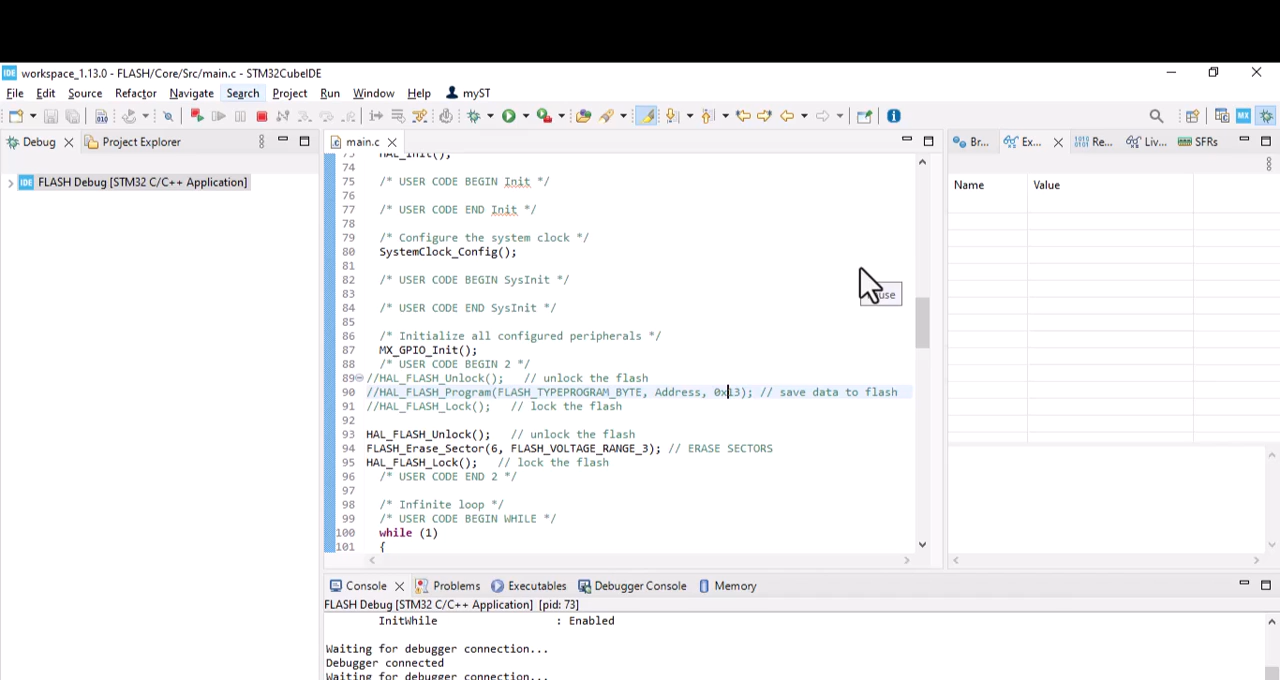 IDE workspace_1.13.0 - FLASH/Core/Src/main.c - STM32CubeIDE
File Edit Source Refactor Navigate Search Project Run Window Help myST
Debug Project Explorer
IDE FLASH Debug [STM32 C/C++ Application]
main.c
73 HAL_Init();
74
75 /* USER CODE BEGIN Init */
76
77 /* USER CODE END Init */
78
79 /* Configure the system clock */
80 SystemClock_Config();
81
82 /* USER CODE BEGIN SysInit */
83
84 /* USER CODE END SysInit */
85
86 /* Initialize all configured peripherals */
87 MX_GPIO_Init();
88 /* USER CODE BEGIN 2 */
89 //HAL_FLASH_Unlock(); // unlock the flash
90 //HAL_FLASH_Program(FLASH_TYPEPROGRAM_BYTE, Address, 0x13); // save data to flash
91 //HAL_FLASH_Lock(); // lock the flash
92
93 HAL_FLASH_Unlock(); // unlock the flash
94 FLASH_Erase_Sector(6, FLASH_VOLTAGE_RANGE_3); // ERASE SECTORS
95 HAL_FLASH_Lock(); // lock the flash
96 /* USER CODE END 2 */
97
98 /* Infinite loop */
99 /* USER CODE BEGIN WHILE */
100 while (1)
101 {
Br... Ex... Re... Liv... SFRs
Name Value
Console Problems Executables Debugger Console Memory
FLASH Debug [STM32 C/C++ Application] [pid: 73]
InitWhile : Enabled
Waiting for debugger connection...
Debugger connected
Waiting for debugger connection...